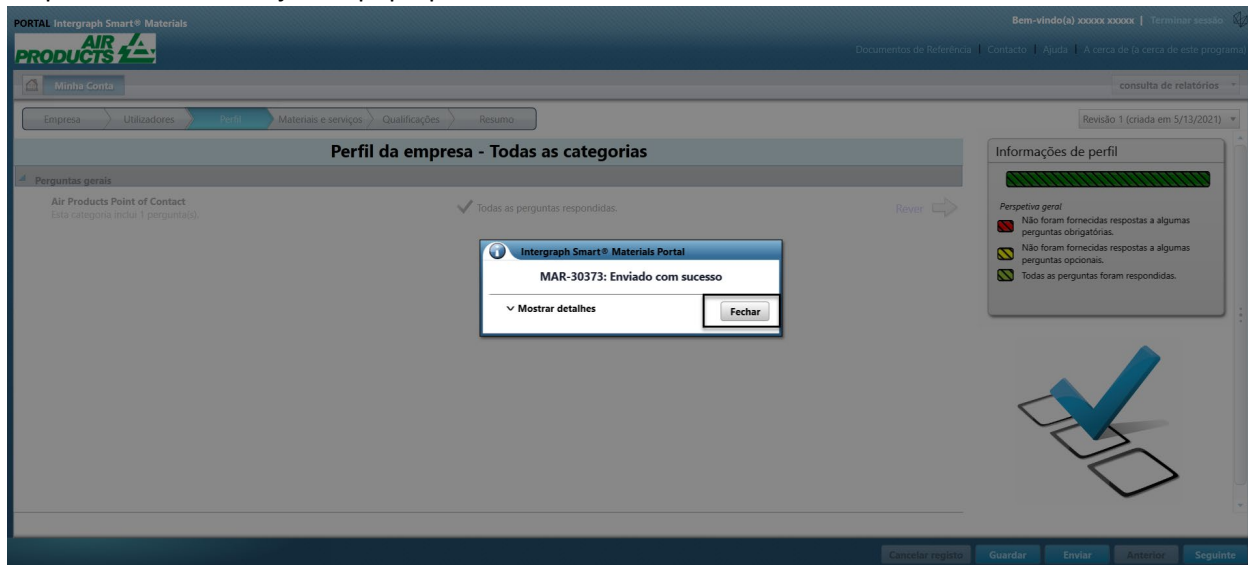 PORTAL Intergraph Smart® Materials
Bem-vindo(a) xxxxx xxxxx | Terminar sessão
AIR PRODUCTS
Documentos de Referência | Contacto | Ajuda | A cerca de (a cerca de este programa)
Minha Conta
consulta de relatórios
Empresa
Utilizadores
Perfil
Materiais e serviços
Qualificações
Resumo
Revisão 1 (criada em 5/13/2021)
Perfil da empresa - Todas as categorias
Perguntas gerais
Air Products Point of Contact
Esta categoria inclui 1 pergunta(s).
Todas as perguntas respondidas.
Rever
Informações de perfil
Perspetiva geral
Não foram fornecidas respostas a algumas
perguntas obrigatórias.
Não foram fornecidas respostas a algumas
perguntas opcionais.
Todas as perguntas foram respondidas.
Intergraph Smart® Materials Portal
MAR-30373: Enviado com sucesso
Mostrar detalhes
Fechar
Cancelar registo
Guardar
Enviar
Anterior
Seguinte